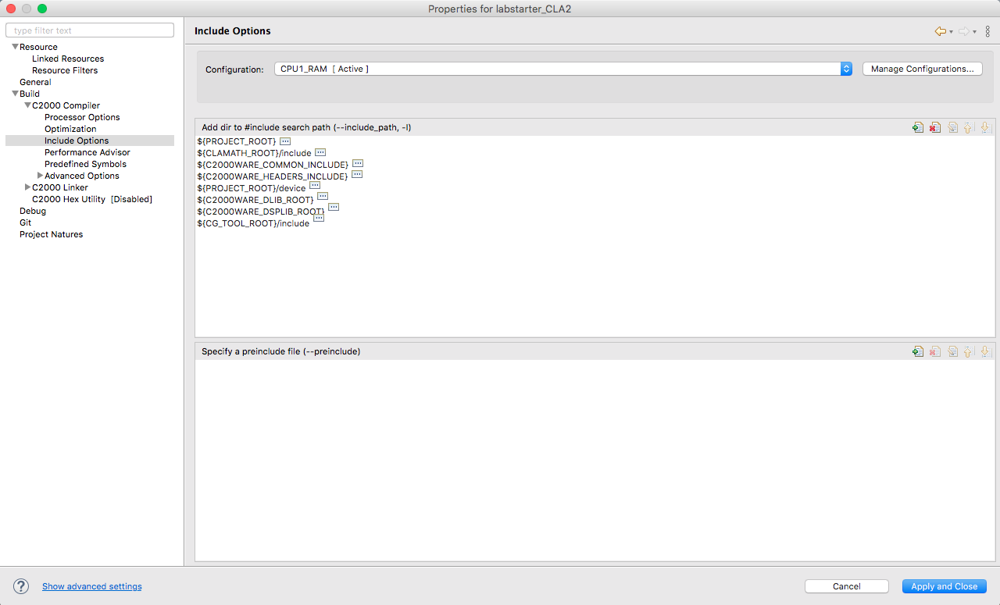 Properties for labstarter_CLA2
type filter text
Resource
Linked Resources
Resource Filters
General
Build
C2000 Compiler
Processor Options
Optimization
Include Options
Performance Advisor
Predefined Symbols
Advanced Options
C2000 Linker
C2000 Hex Utility [Disabled]
Debug
Git
Project Natures
Include Options
Configuration:
CPU1_RAM [ Active ]
Manage Configurations...
Add dir to #include search path (--include_path, -I)
${PROJECT_ROOT}
${CLAMATH_ROOT}/include
${C2000WARE_COMMON_INCLUDE}
${C2000WARE_HEADERS_INCLUDE}
${PROJECT_ROOT}/device
${C2000WARE_DLIB_ROOT}
${C2000WARE_DSPLIB_ROOT}
${CG_TOOL_ROOT}/include
Specify a preinclude file (--preinclude)
?
Show advanced settings
Cancel
Apply and Close